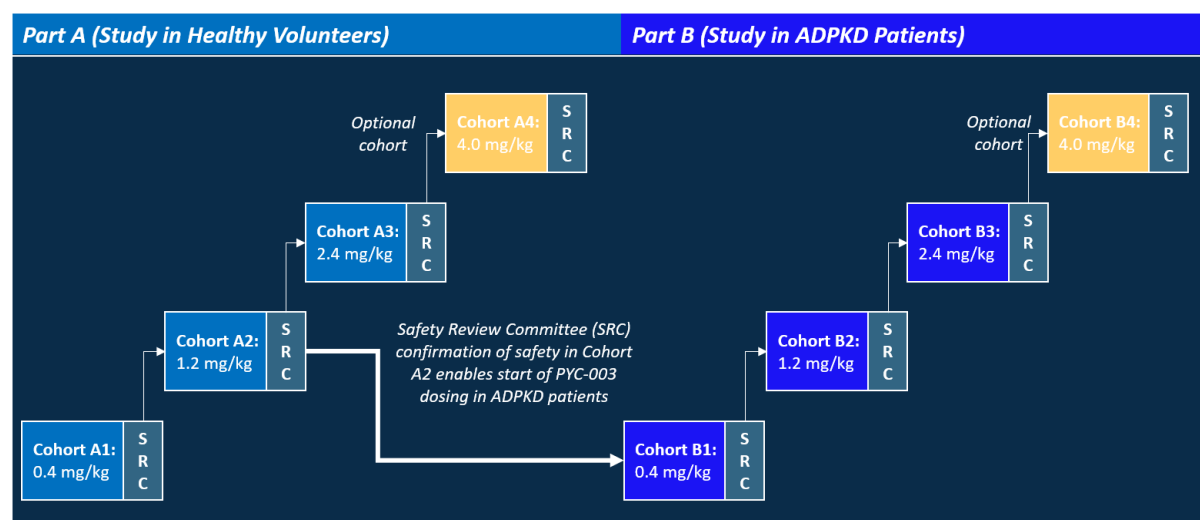 Part A (Study in Healthy Volunteers)
Part B (Study in ADPKD Patients)
Optional
cohort
Cohort A4:
4.0 mg/kg
S
R
C
Optional
cohort
Cohort B4:
4.0 mg/kg
S
R
C
Cohort A3:
2.4 mg/kg
S
R
C
Cohort B3:
2.4 mg/kg
S
R
C
Cohort A2:
1.2 mg/kg
S
R
C
Safety Review Committee (SRC)
confirmation of safety in Cohort
A2 enables start of PYC-003
dosing in ADPKD patients
Cohort B2:
1.2 mg/kg
S
R
C
Cohort A1:
0.4 mg/kg
S
R
C
Cohort B1:
0.4 mg/kg
S
R
C